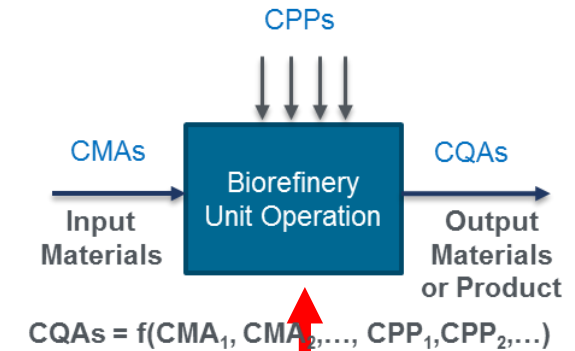 CPPs
CMAs
Biorefinery
Unit Operation
CQAs
Input
Materials
Output
Materials
or Product
CQAs = f(CMA₁, CMA₂,…, CPP₁,CPP₂,…)